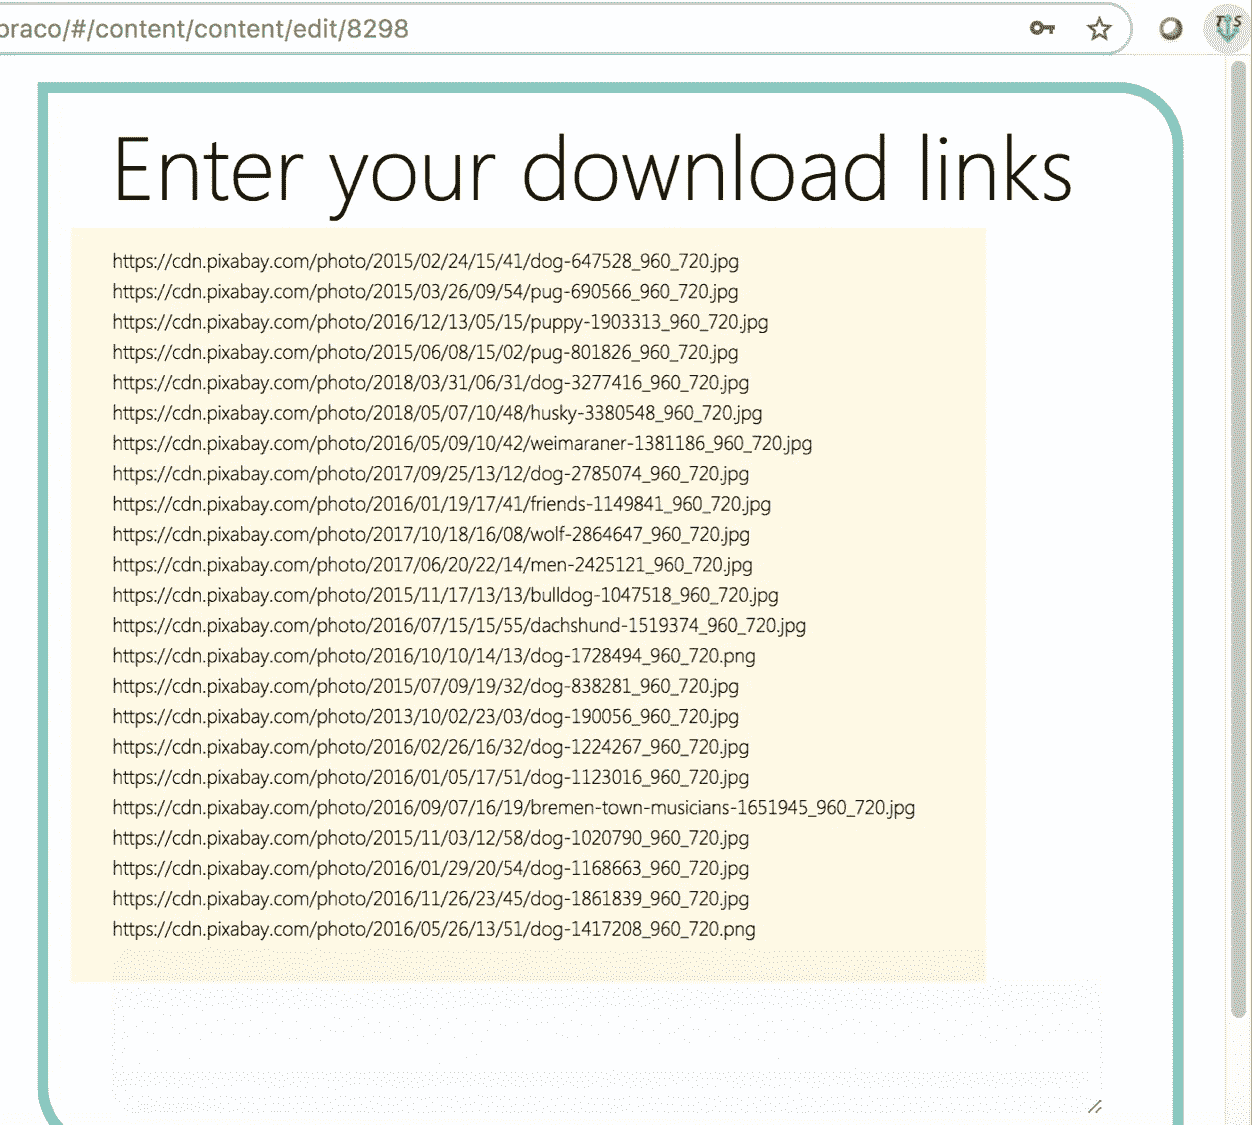 braco/#/content/content/edit/8298
TS
Enter your download links
https://cdn.pixabay.com/photo/2015/02/24/15/41/dog-647528_960_720.jpg
https://cdn.pixabay.com/photo/2015/03/26/09/54/pug-690566_960_720.jpg
https://cdn.pixabay.com/photo/2016/12/13/05/15/puppy-1903313_960_720.jpg
https://cdn.pixabay.com/photo/2015/06/08/15/02/pug-801826_960_720.jpg
https://cdn.pixabay.com/photo/2018/03/31/06/31/dog-3277416_960_720.jpg
https://cdn.pixabay.com/photo/2018/05/07/10/48/husky-3380548_960_720.jpg
https://cdn.pixabay.com/photo/2016/05/09/10/42/weimaraner-1381186_960_720.jpg
https://cdn.pixabay.com/photo/2017/09/25/13/12/dog-2785074_960_720.jpg
https://cdn.pixabay.com/photo/2016/01/19/17/41/friends-1149841_960_720.jpg
https://cdn.pixabay.com/photo/2017/10/18/16/08/wolf-2864647_960_720.jpg
https://cdn.pixabay.com/photo/2017/06/20/22/14/men-2425121_960_720.jpg
https://cdn.pixabay.com/photo/2015/11/17/13/13/bulldog-1047518_960_720.jpg
https://cdn.pixabay.com/photo/2016/07/15/15/55/dachshund-1519374_960_720.jpg
https://cdn.pixabay.com/photo/2016/10/10/14/13/dog-1728494_960_720.png
https://cdn.pixabay.com/photo/2015/07/09/19/32/dog-838281_960_720.jpg
https://cdn.pixabay.com/photo/2013/10/02/23/03/dog-190056_960_720.jpg
https://cdn.pixabay.com/photo/2016/02/26/16/32/dog-1224267_960_720.jpg
https://cdn.pixabay.com/photo/2016/01/05/17/51/dog-1123016_960_720.jpg
https://cdn.pixabay.com/photo/2016/09/07/16/19/bremen-town-musicians-1651945_960_720.jpg
https://cdn.pixabay.com/photo/2015/11/03/12/58/dog-1020790_960_720.jpg
https://cdn.pixabay.com/photo/2016/01/29/20/54/dog-1168663_960_720.jpg
https://cdn.pixabay.com/photo/2016/11/26/23/45/dog-1861839_960_720.jpg
https://cdn.pixabay.com/photo/2016/05/26/13/51/dog-1417208_960_720.png